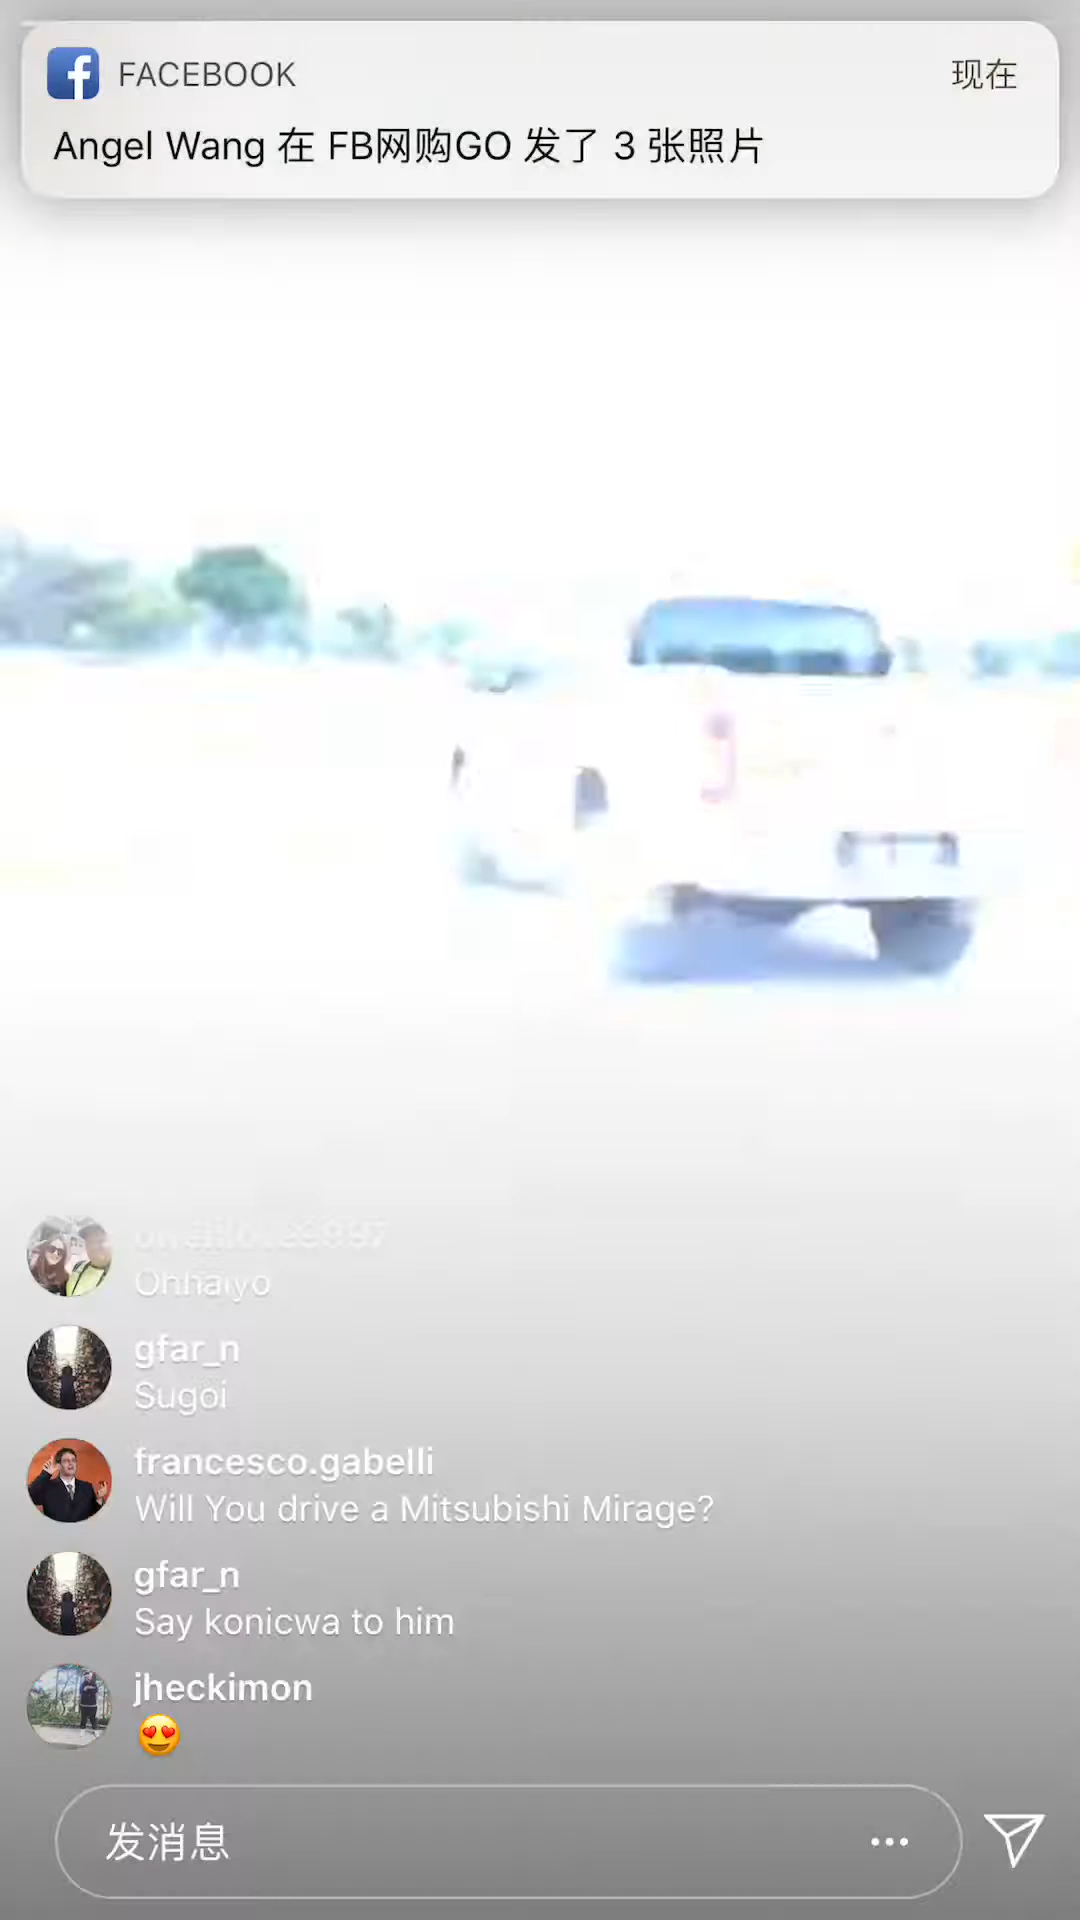 FACEBOOK
现在
Angel Wang 在 FB网购GO 发了 3 张照片
Ohhaiyo
gfar_n
Sugoi
francesco.gabelli
Will You drive a Mitsubishi Mirage?
gfar_n
Say konicwa to him
jheckimon
😍
发消息